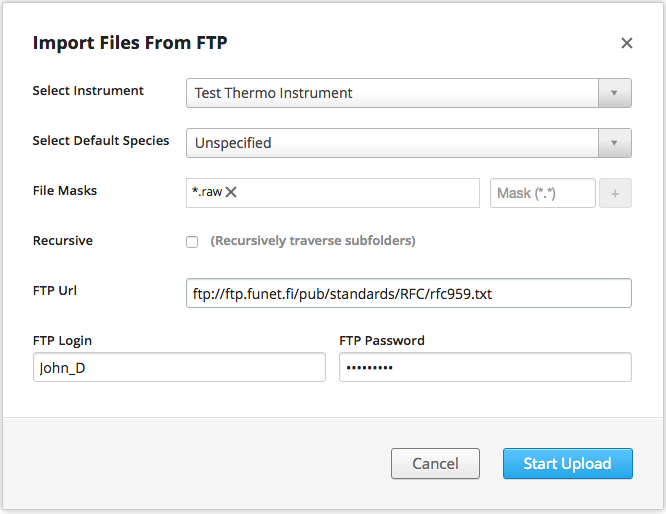 Import Files From FTP
Select Instrument Test Thermo Instrument
Select Default Species Unspecified
File Masks *.raw Mask (*.*) +
Recursive (Recursively traverse subfolders)
FTP Url ftp://ftp.funet.fi/pub/standards/RFC/rfc959.txt
FTP Login FTP Password
John_D •••••••••
Cancel Start Upload